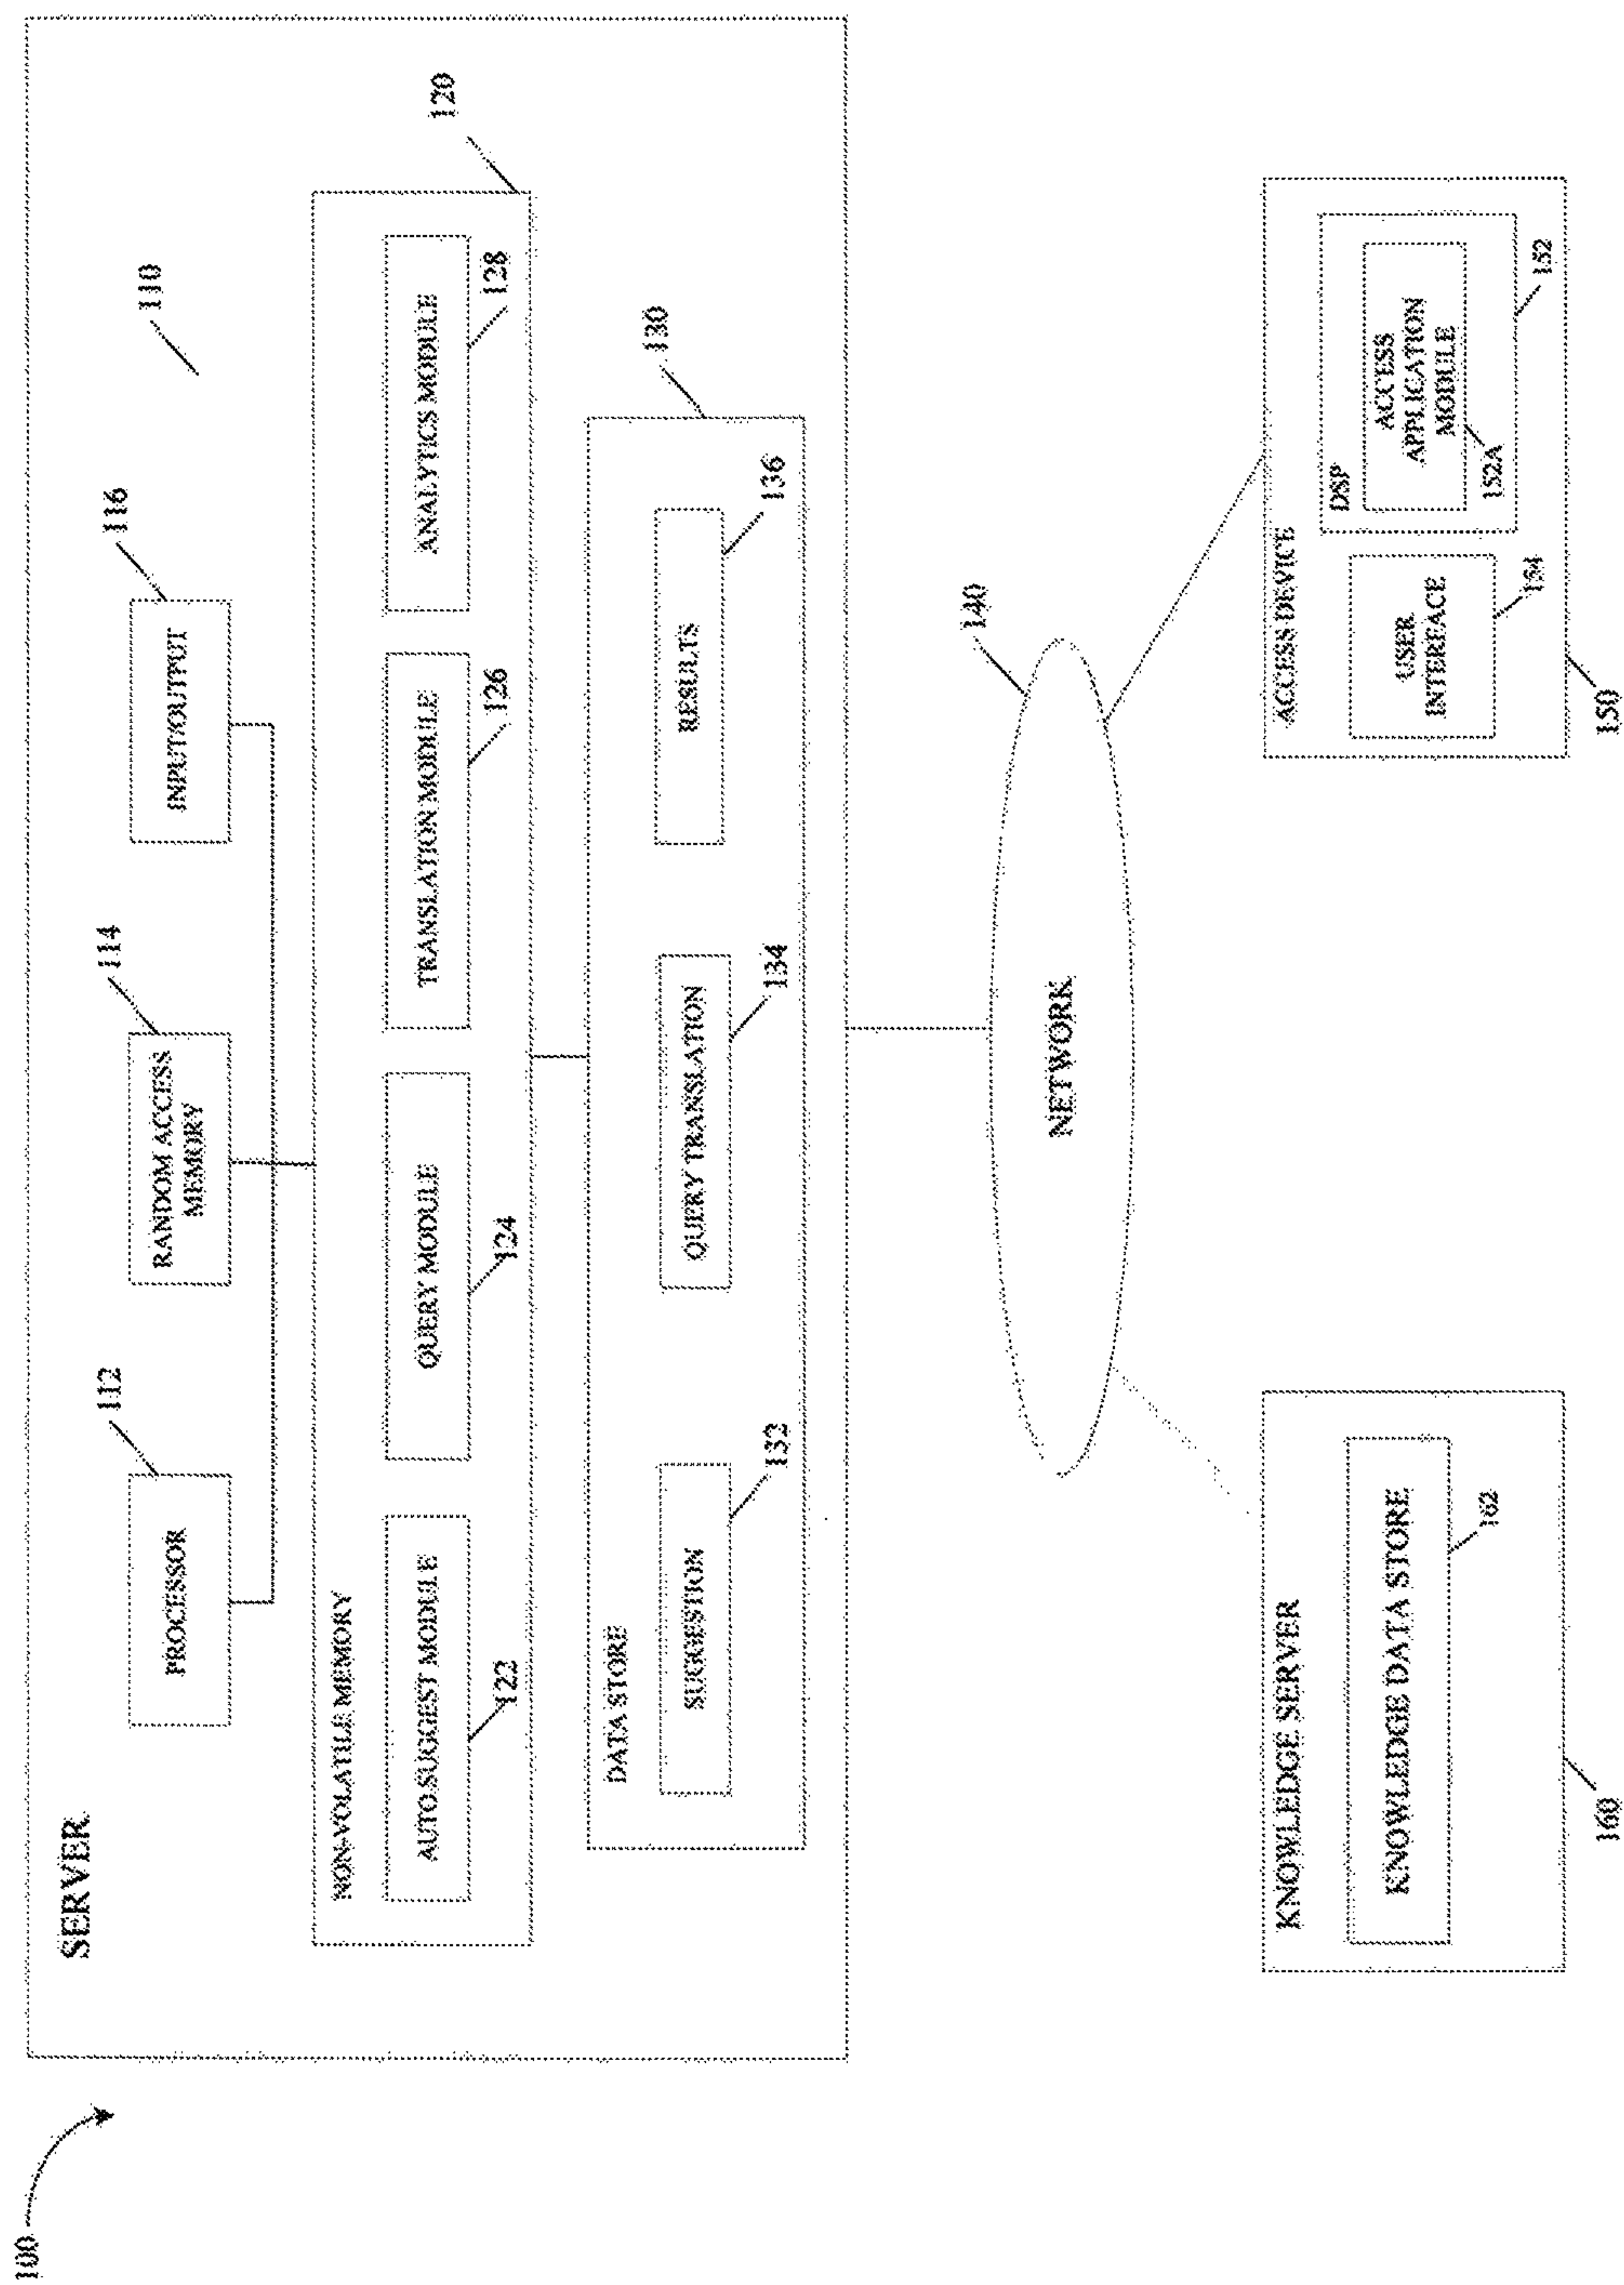 100
SERVER
110
112
114
116
PROCESSOR
RANDOM ACCESS
MEMORY
INPUT/OUTPUT
120
NON-VOLATILE MEMORY
AUTO.SUGGEST MODULE
QUERY MODULE
TRANSLATION MODULE
ANALYTICS MODULE
122
124
126
128
130
DATA STORE
SUGGESTION
QUERY TRANSLATION
RESULTS
132
134
136
140
NETWORK
KNOWLEDGE SERVER
KNOWLEDGE DATA STORE
162
160
ACCESS DEVICE
USER
INTERFACE
154
DSP
ACCESS
APPLICATION
MODULE
152A
152
150